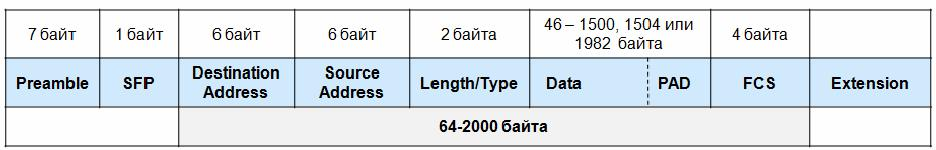 7 байт 1 байт 6 байт 6 байт 2 байта 46 – 1500, 1504 или 1982 байта 4 байта
Preamble SFP Destination Address Source Address Length/Type Data PAD FCS Extension
64-2000 байта